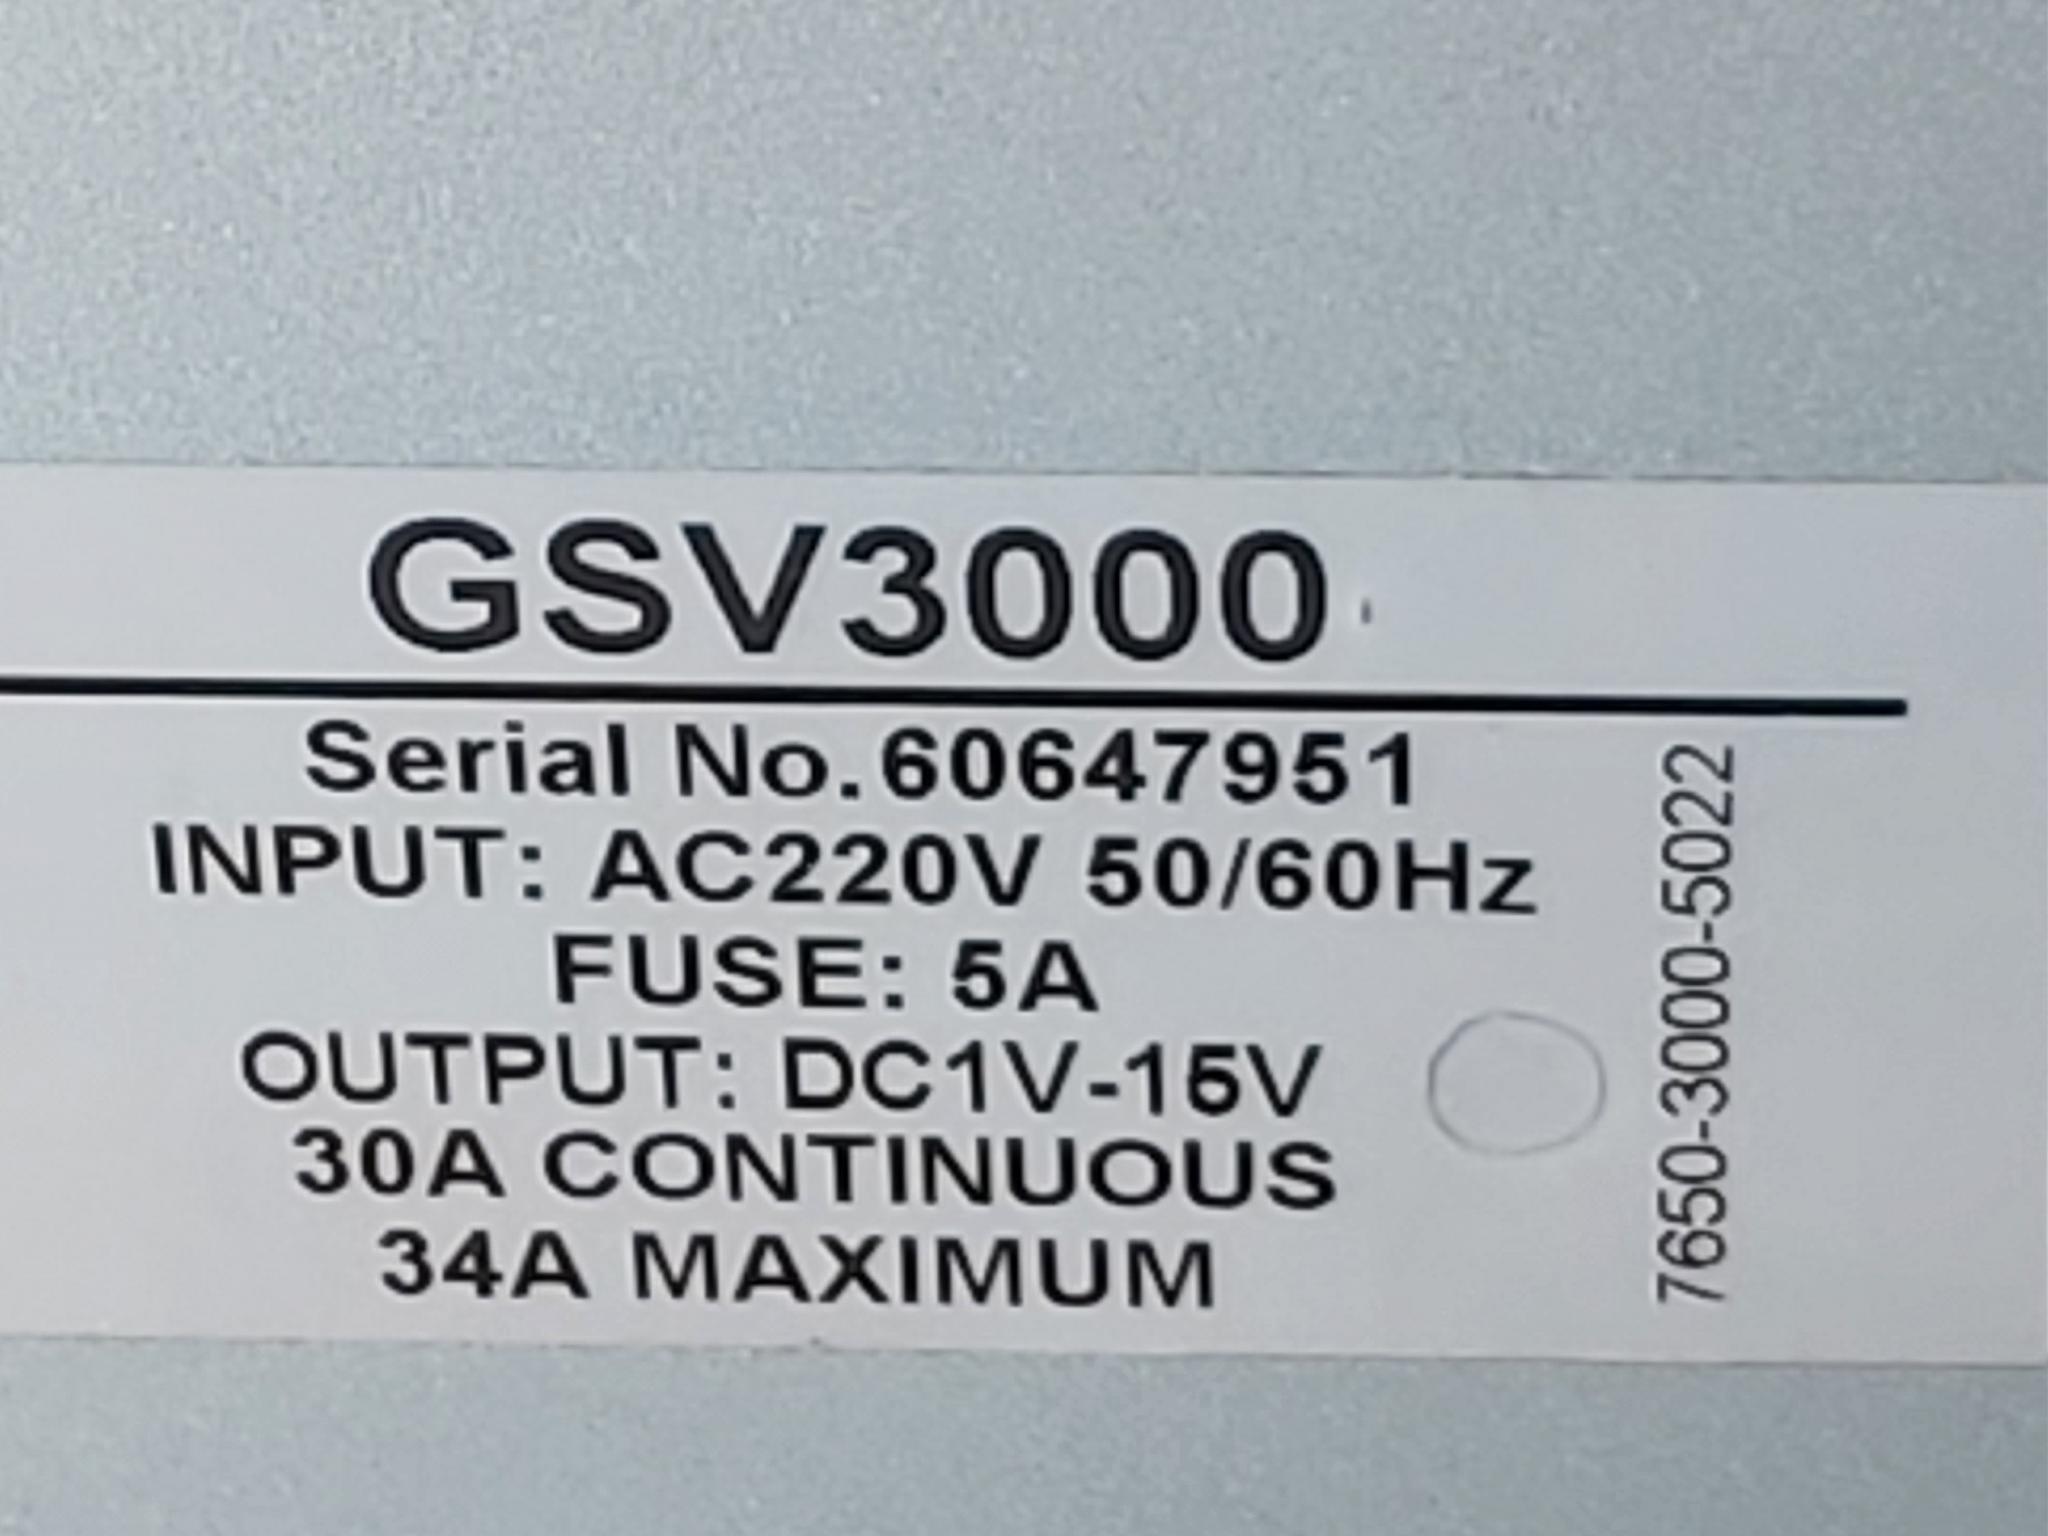 GSV3000
Serial No.60647951
INPUT: AC220V 50/60Hz
FUSE: 5A
OUTPUT: DC1V-15V
30A CONTINUOUS
34A MAXIMUM
7650-3000-5022